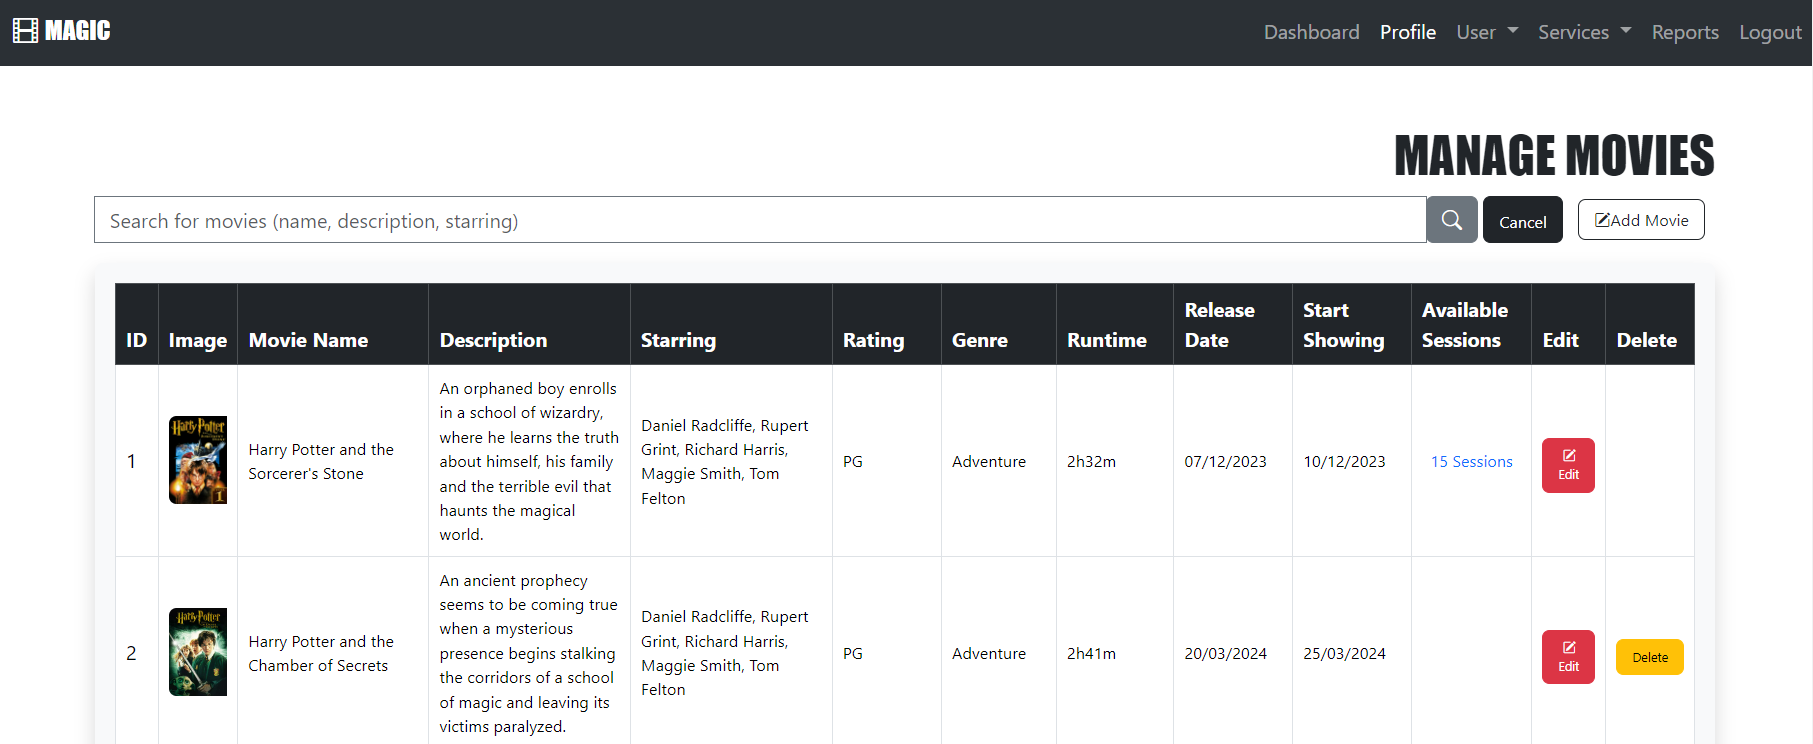 MAGIC
Dashboard Profile User Services Reports Logout
MANAGE MOVIES
Search for movies (name, description, starring)
Cancel
Add Movie
ID Image Movie Name Description Starring Rating Genre Runtime Release Date Start Showing Available Sessions Edit Delete
1
Harry Potter
1
Harry Potter and the
Sorcerer's Stone
An orphaned boy enrolls
in a school of wizardry,
where he learns the truth
about himself, his family
and the terrible evil that
haunts the magical
world.
Daniel Radcliffe, Rupert
Grint, Richard Harris,
Maggie Smith, Tom
Felton
PG
Adventure
2h32m
07/12/2023
10/12/2023
15 Sessions
Edit
2
Harry Potter
Harry Potter and the
Chamber of Secrets
An ancient prophecy
seems to be coming true
when a mysterious
presence begins stalking
the corridors of a school
of magic and leaving its
victims paralyzed.
Daniel Radcliffe, Rupert
Grint, Richard Harris,
Maggie Smith, Tom
Felton
PG
Adventure
2h41m
20/03/2024
25/03/2024
Edit
Delete